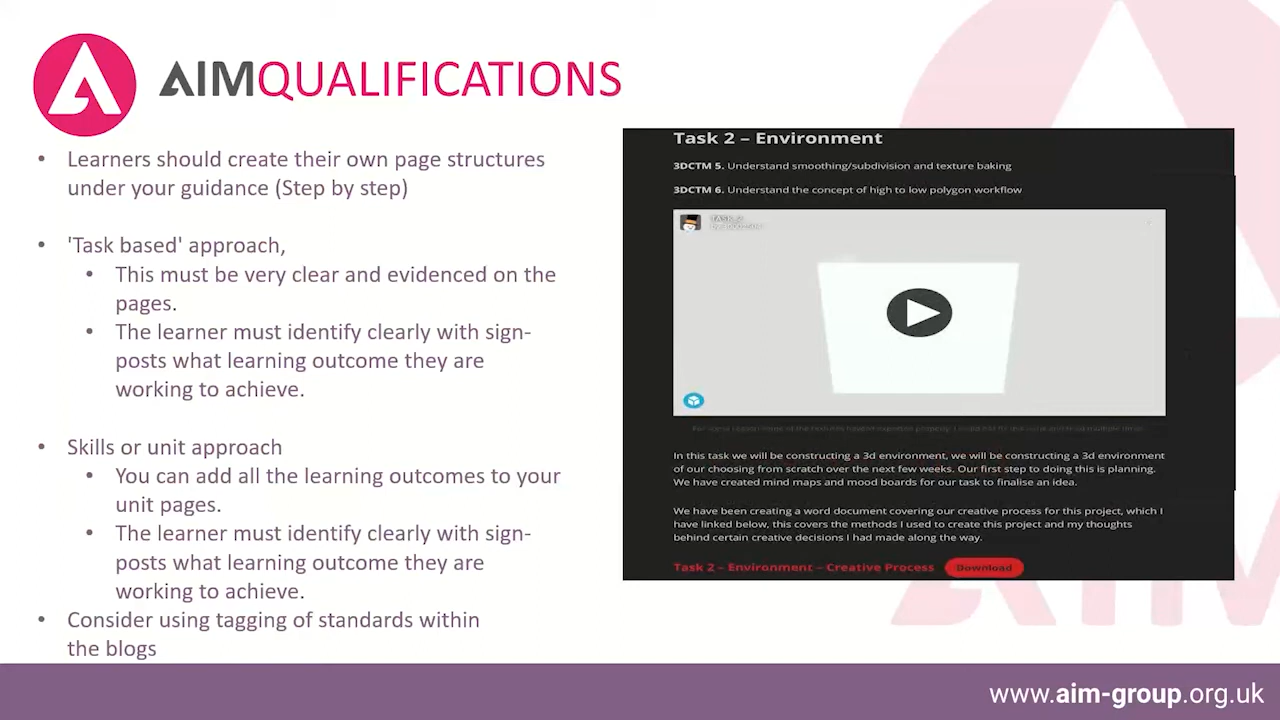 AIMQUALIFICATIONS
• Learners should create their own page structures
under your guidance (Step by step)
• 'Task based' approach,
• This must be very clear and evidenced on the
pages.
• The learner must identify clearly with sign-
posts what learning outcome they are
working to achieve.
• Skills or unit approach
• You can add all the learning outcomes to your
unit pages.
• The learner must identify clearly with sign-
posts what learning outcome they are
working to achieve.
• Consider using tagging of standards within
the blogs
Task 2 – Environment
3DCTM 5. Understand smoothing/subdivision and texture baking
3DCTM 6. Understand the concept of high to low polygon workflow
TASK 2
In this task we will be constructing a 3d environment, we will be constructing a 3d environment
of our choosing from scratch over the next few weeks. Our first step to doing this is planning.
We have created mind maps and mood boards for our task to finalise an idea.
We have been creating a word document covering our creative process for this project, which I
have linked below, this covers the methods I used to create this project and my thoughts
behind certain creative decisions I had made along the way.
Task 2 – Environment – Creative Process Download
www.aim-group.org.uk